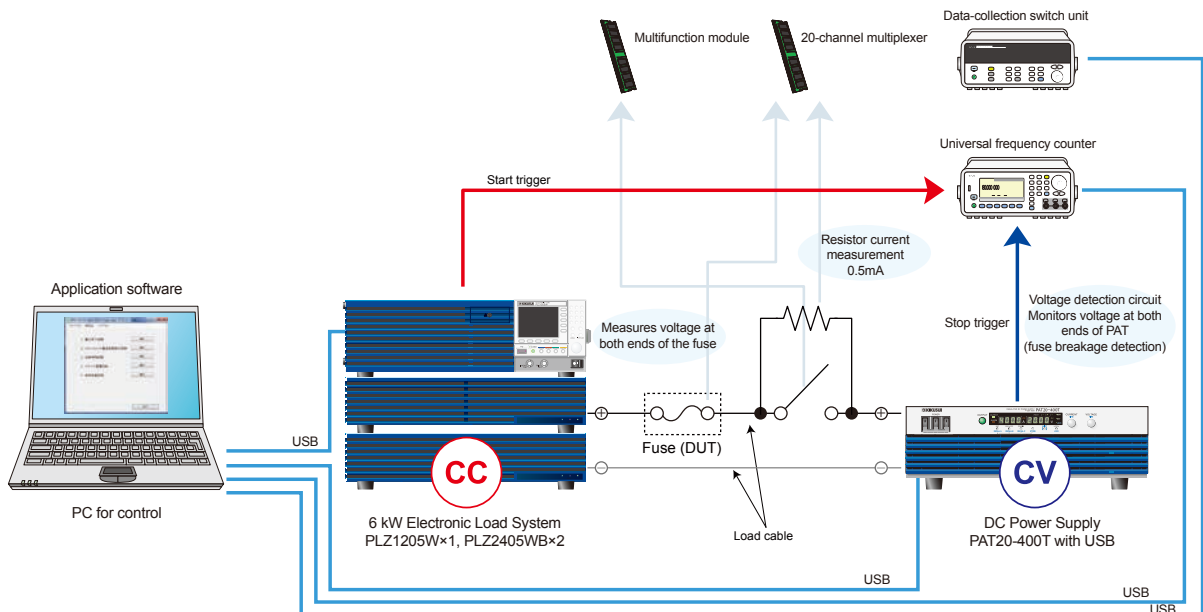 Data-collection switch unit
Multifunction module
20-channel multiplexer
Universal frequency counter
Start trigger
Resistor current
measurement
0.5mA
Application software
Voltage detection circuit
Monitors voltage at both
ends of PAT
(fuse breakage detection)
Stop trigger
Measures voltage at
both ends of the fuse
KIKUSUI
PAT20-400T
Fuse (DUT)
USB
CC
CV
PC for control
6 kW Electronic Load System
PLZ1205W×1, PLZ2405WB×2
Load cable
DC Power Supply
PAT20-400T with USB
USB
USB
USB